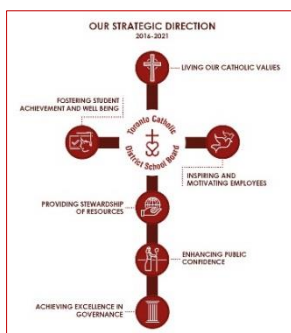 OUR STRATEGIC DIRECTION
2016-2021
LIVING OUR CATHOLIC VALUES
FOSTERING STUDENT
ACHIEVEMENT AND WELL BEING
Toronto Catholic
District School Board
INSPIRING AND
MOTIVATING EMPLOYEES
PROVIDING STEWARDSHIP
OF RESOURCES
ENHANCING PUBLIC
CONFIDENCE
ACHIEVING EXCELLENCE IN
GOVERNANCE